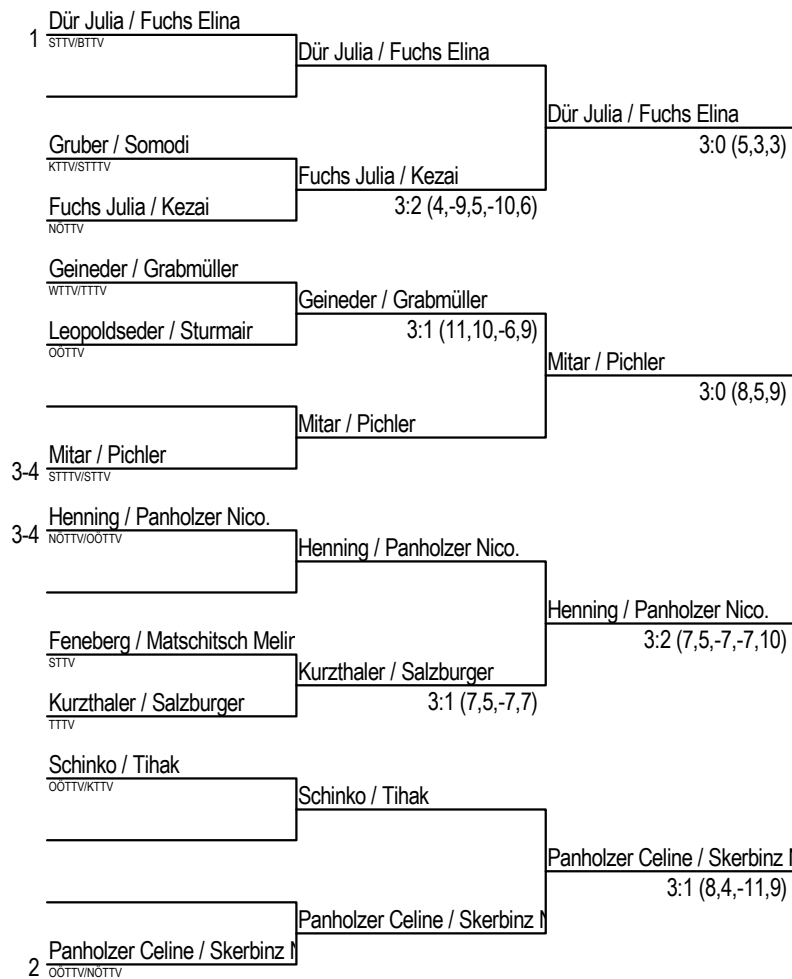 Dür Julia / Fuchs Elina
1
STTV/BTTV
Dür Julia / Fuchs Elina
Dür Julia / Fuchs Elina
3:0 (5,3,3)
Gruber / Somodi
KTTV/STTTV
Fuchs Julia / Kezai
3:2 (4,-9,5,-10,6)
Fuchs Julia / Kezai
NÖTTV
Geineder / Grabmüller
WTTV/TTTV
Geineder / Grabmüller
3:1 (11,10,-6,9)
Leopoldseder / Sturmair
OÖTTV
Mitar / Pichler
3:0 (8,5,9)
Mitar / Pichler
Mitar / Pichler
3-4
STTTV/STTV
Henning / Panholzer Nico.
3-4
NÖTTV/OÖTTV
Henning / Panholzer Nico.
Henning / Panholzer Nico.
3:2 (7,5,-7,-7,10)
Feneberg / Matschitsch Melir
STTV
Kurzthaler / Salzburger
3:1 (7,5,-7,7)
Kurzthaler / Salzburger
TTTV
Schinko / Tihak
OÖTTV/KTTV
Schinko / Tihak
Panholzer Celine / Skerbinz
3:1 (8,4,-11,9)
Panholzer Celine / Skerbinz
Panholzer Celine / Skerbinz
2
OÖTTV/NÖTTV